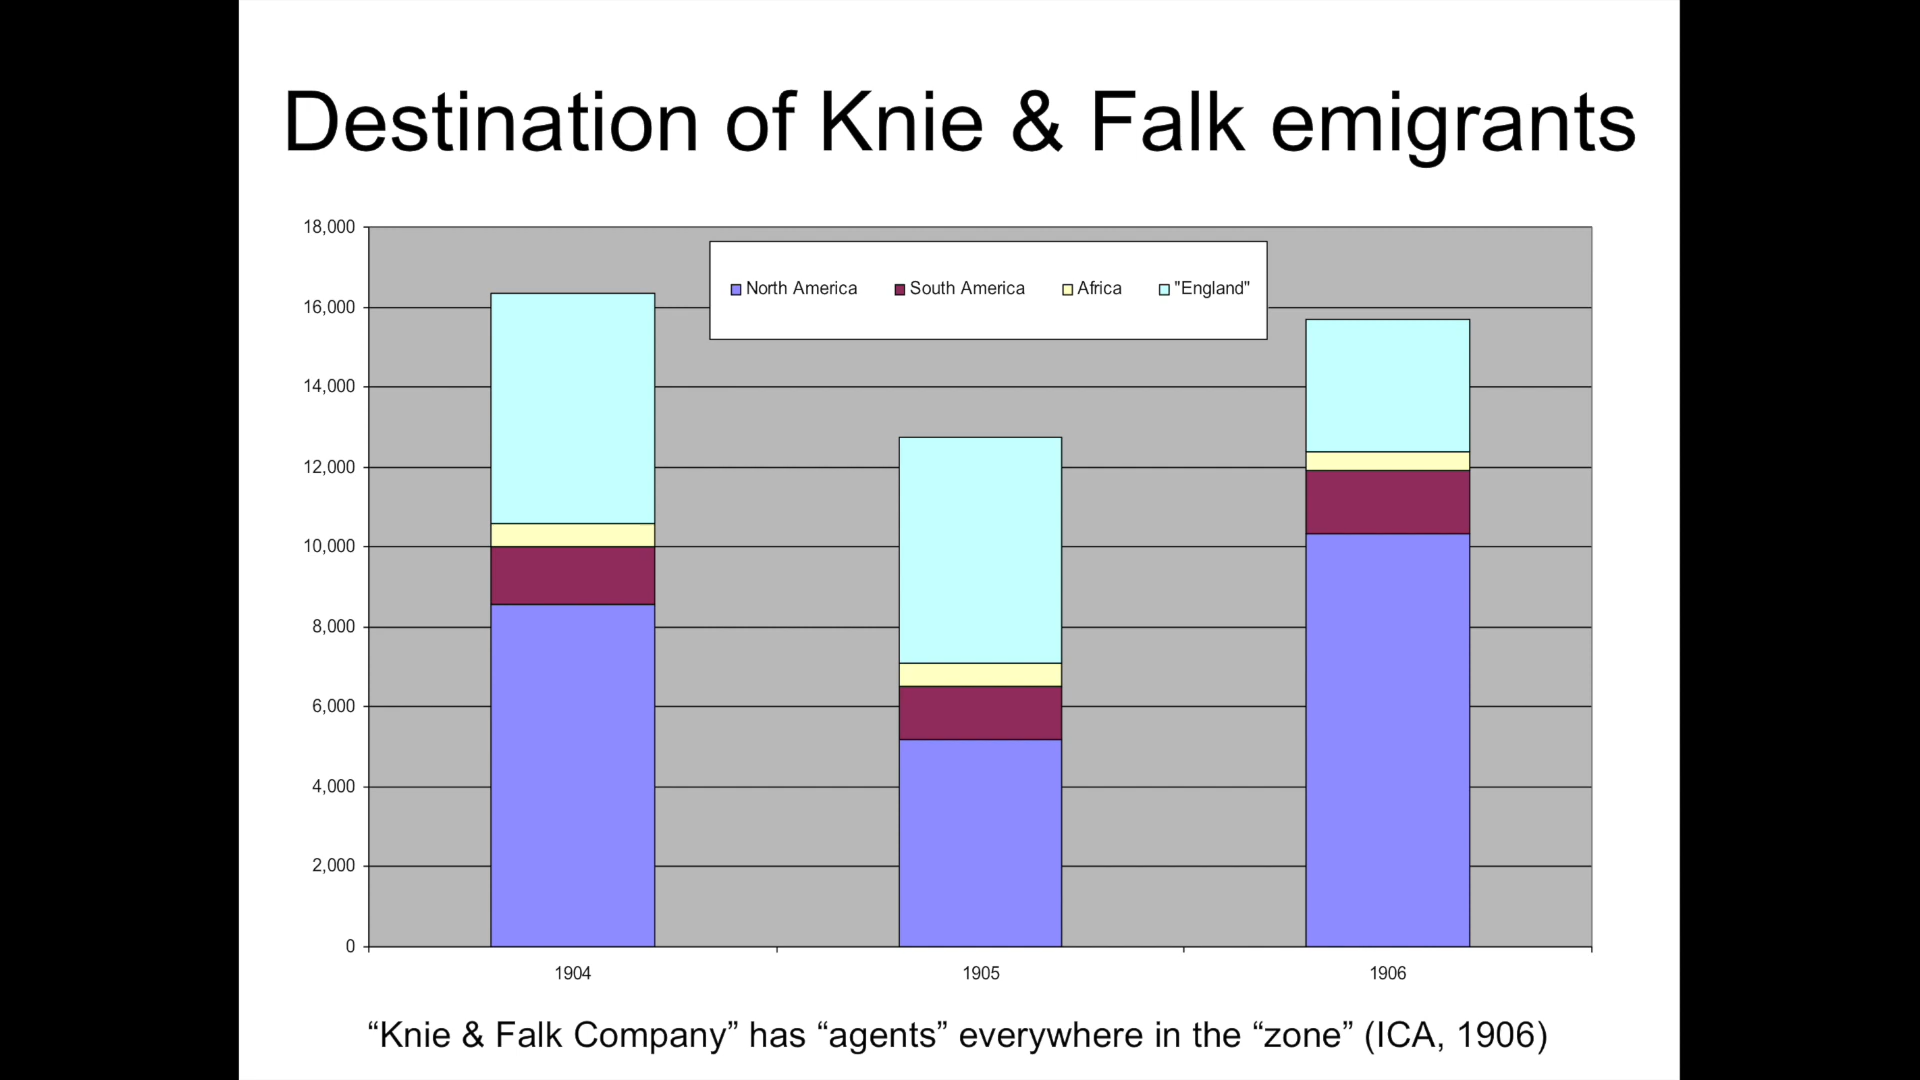 Destination of Knie & Falk emigrants
18,000
16,000
14,000
12,000
10,000
8,000
6,000
4,000
2,000
0
North America South America Africa "England"
1904 1905 1906
“Knie & Falk Company” has “agents” everywhere in the “zone” (ICA, 1906)